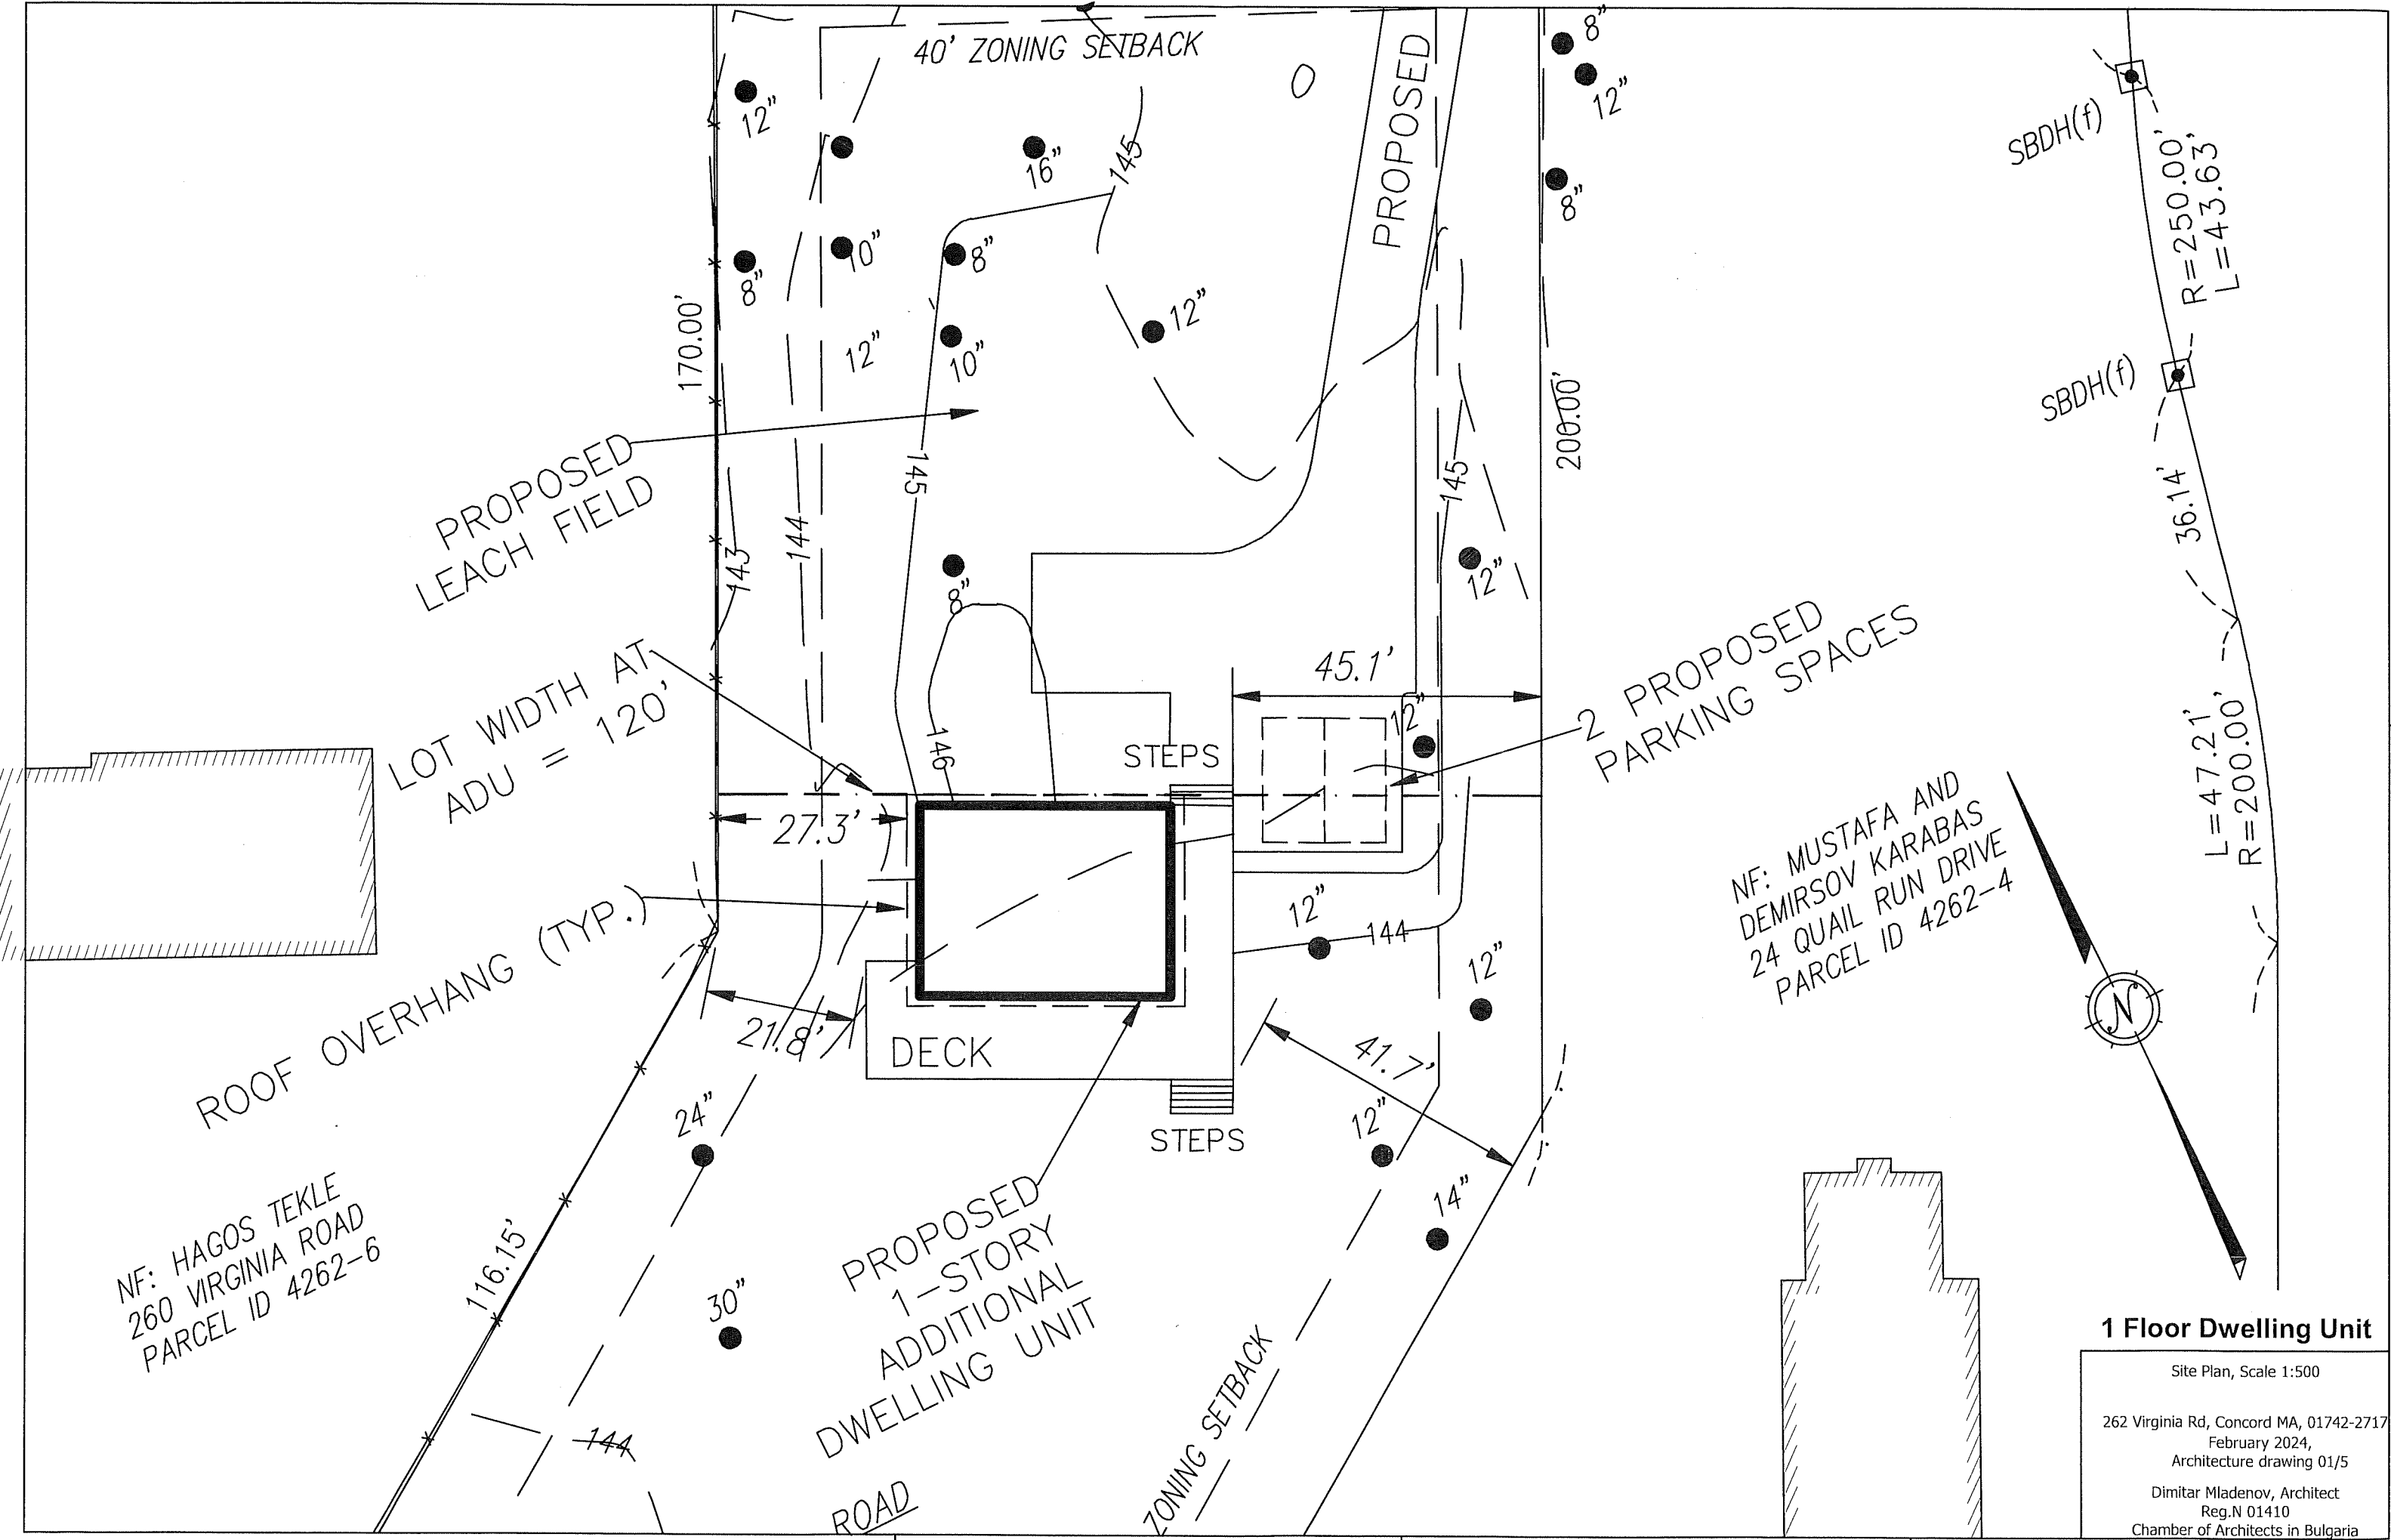 40' ZONING SETBACK
PROPOSED
8"
12"
12"
16"
145
8"
SBDH(f)
R=250.00'
L=43.63'
10"
8"
8"
170.00'
12"
10"
12"
SBDH(f)
200.00'
PROPOSED
LEACH FIELD
145
145
36.14'
143
144
8"
12"
LOT WIDTH AT
ADU = 120'
45.1'
2 PROPOSED
PARKING SPACES
12"
146
STEPS
L=47.21'
R=200.00'
27.3'
NF: MUSTAFA AND
DEMIRSOV KARABAS
24 QUAIL RUN DRIVE
PARCEL ID 4262-4
ROOF OVERHANG (TYP.)
12"
144
12"
N
21.8'
DECK
41.7'
24"
12"
STEPS
14"
NF: HAGOS TEKLE
260 VIRGINIA ROAD
PARCEL ID 4262-6
116.15'
30"
PROPOSED
1-STORY
ADDITIONAL
DWELLING UNIT
144
ROAD
ZONING SETBACK
1 Floor Dwelling Unit
Site Plan, Scale 1:500
262 Virginia Rd, Concord MA, 01742-2717
February 2024,
Architecture drawing 01/5
Dimitar Mladenov, Architect
Reg.N 01410
Chamber of Architects in Bulgaria